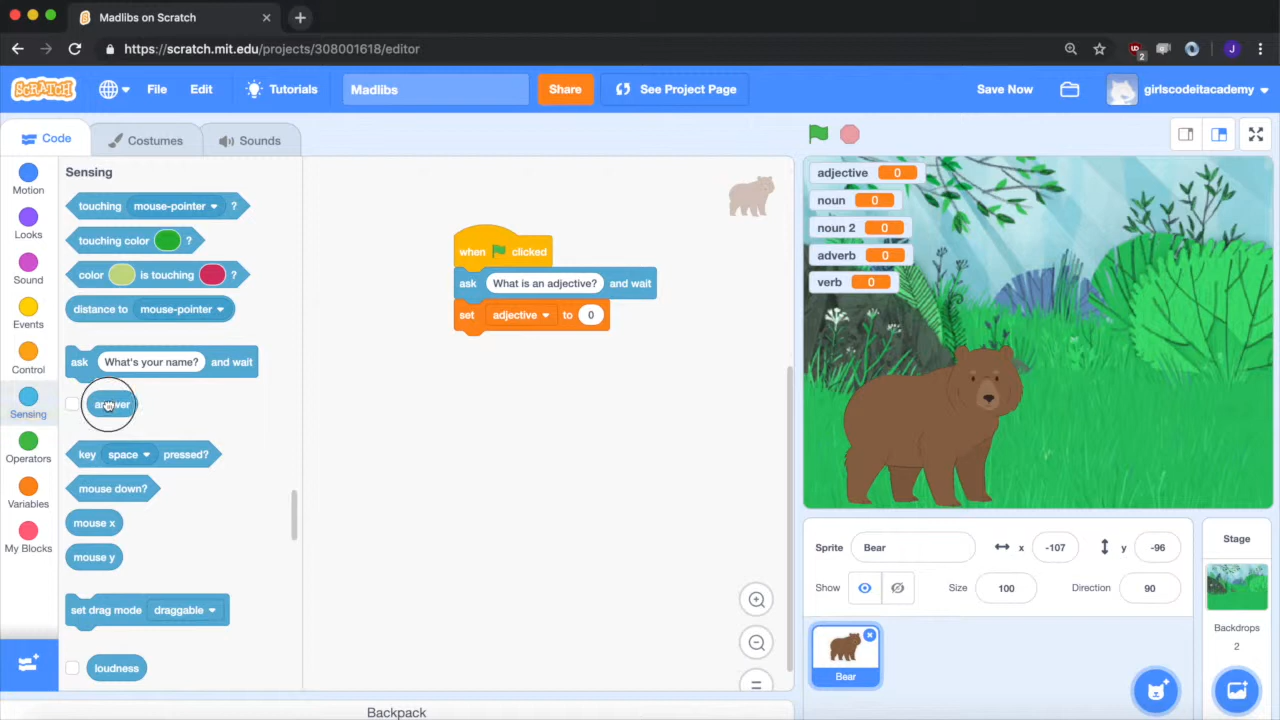 Madlibs on Scratch
https://scratch.mit.edu/projects/308001618/editor
2
J
SCRATCH
File
Edit
Tutorials
Madlibs
Share
See Project Page
Save Now
girlscodeitacademy
Code
Costumes
Sounds
Motion
Looks
Sound
Events
Control
Sensing
Operators
Variables
My Blocks
Sensing
touching mouse-pointer ?
touching color ?
color is touching ?
distance to mouse-pointer
ask What's your name? and wait
answer
key space pressed?
mouse down?
mouse x
mouse y
set drag mode draggable
loudness
when clicked
ask What is an adjective? and wait
set adjective to 0
adjective 0
noun 0
noun 2 0
adverb 0
verb 0
Sprite Bear x -107 y -96
Show Size 100 Direction 90
Bear
Stage
Backdrops
2
Backpack